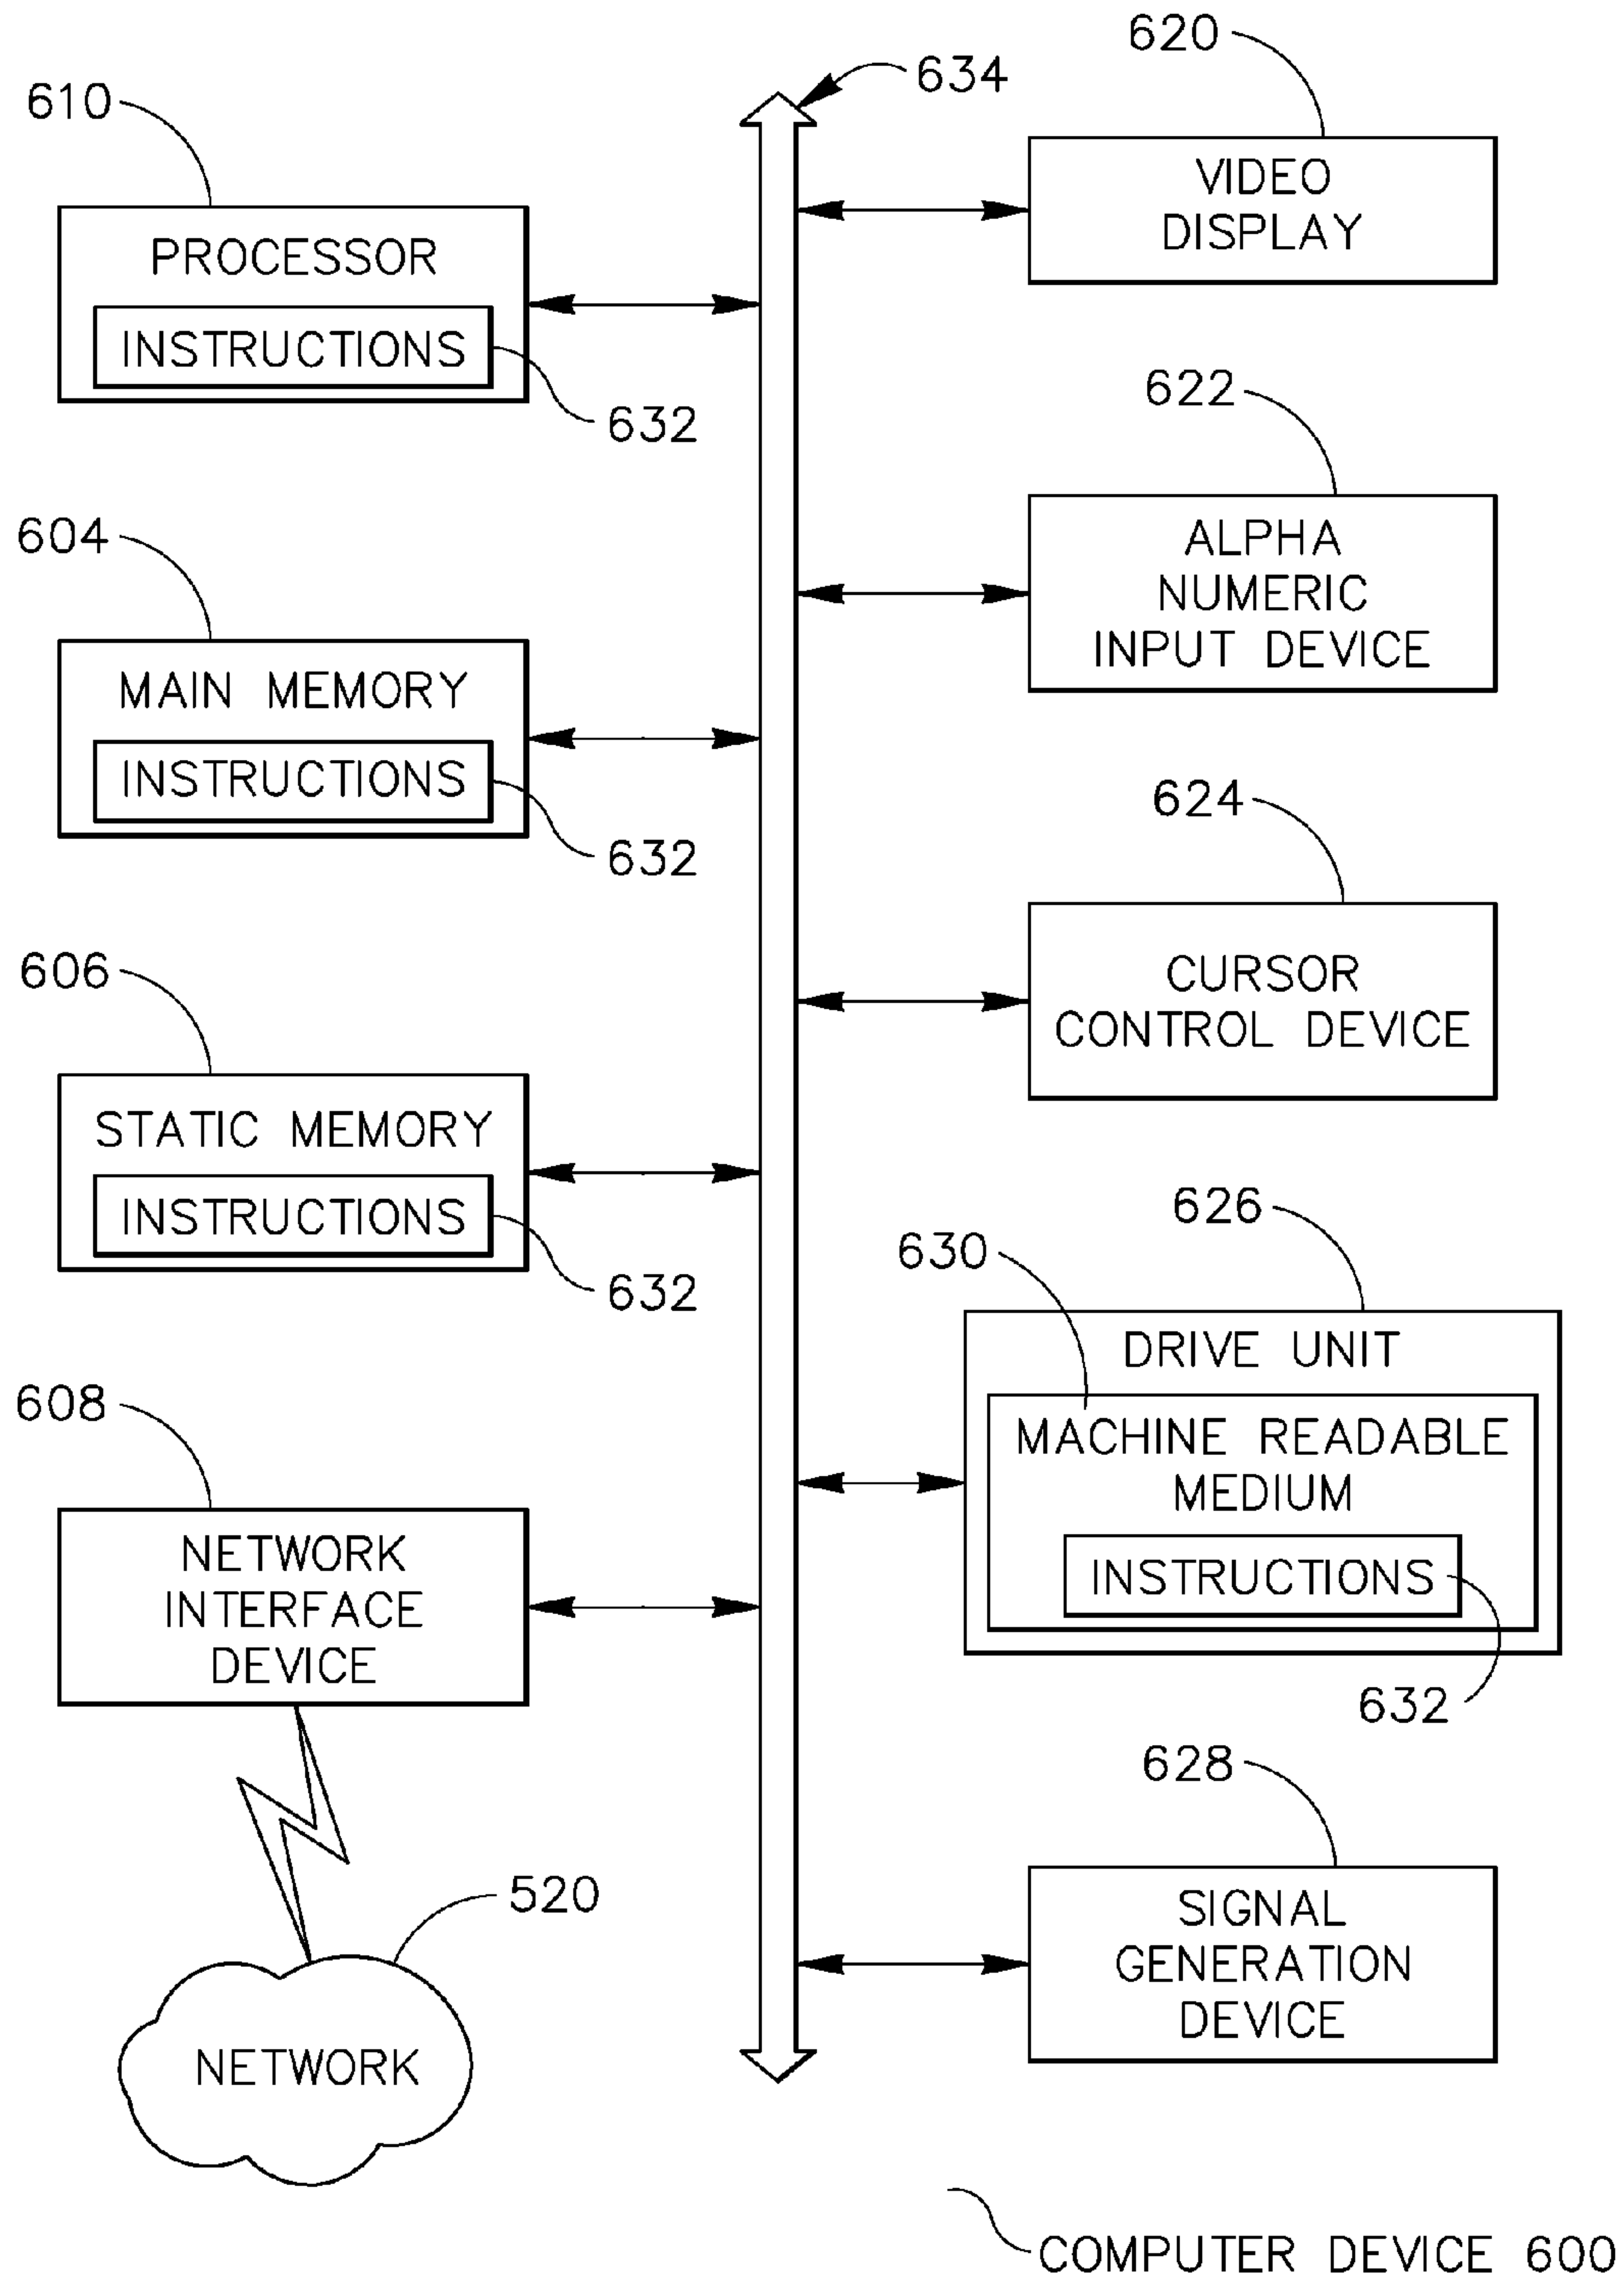 610
PROCESSOR
INSTRUCTIONS
632
604
MAIN MEMORY
INSTRUCTIONS
632
606
STATIC MEMORY
INSTRUCTIONS
632
608
NETWORK
INTERFACE
DEVICE
520
NETWORK
634
620
VIDEO
DISPLAY
622
ALPHA
NUMERIC
INPUT DEVICE
624
CURSOR
CONTROL DEVICE
626
630
DRIVE UNIT
MACHINE READABLE
MEDIUM
INSTRUCTIONS
632
628
SIGNAL
GENERATION
DEVICE
COMPUTER DEVICE 600